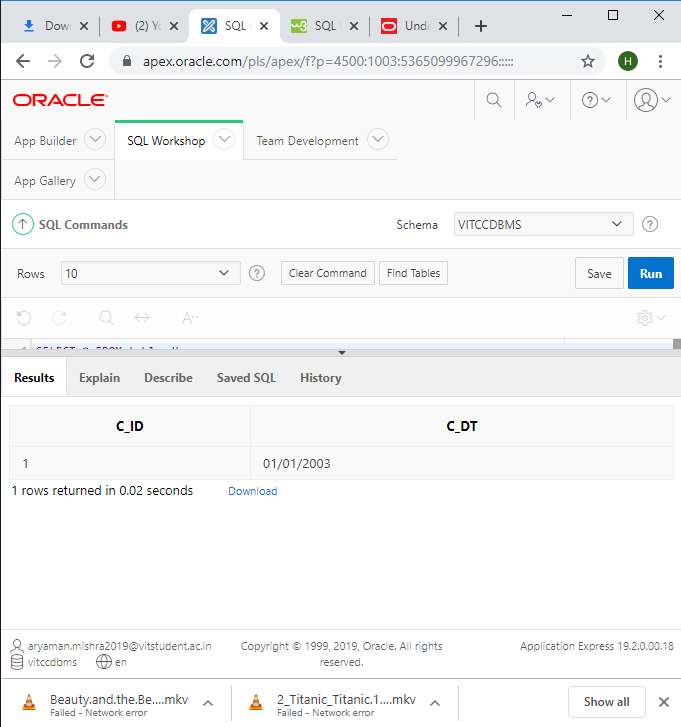 Down
(2) Yo
SQL
SQL
Unde
apex.oracle.com/pls/apex/f?p=4500:1003:5365099967296:::::
H
ORACLE
App Builder
SQL Workshop
Team Development
App Gallery
SQL Commands
Schema
VITCCDBMS
Rows
10
Clear Command
Find Tables
Save
Run
A··
SELECT * FROM
Results
Explain
Describe
Saved SQL
History
C_ID
C_DT
1
01/01/2003
1 rows returned in 0.02 seconds
Download
aryaman.mishra2019@vitstudent.ac.in
vitccdbms
en
Copyright © 1999, 2019, Oracle. All rights
reserved.
Application Express 19.2.0.00.18
Beauty.and.the.Be....mkv
Failed - Network error
2_Titanic_Titanic.1....mkv
Failed - Network error
Show all